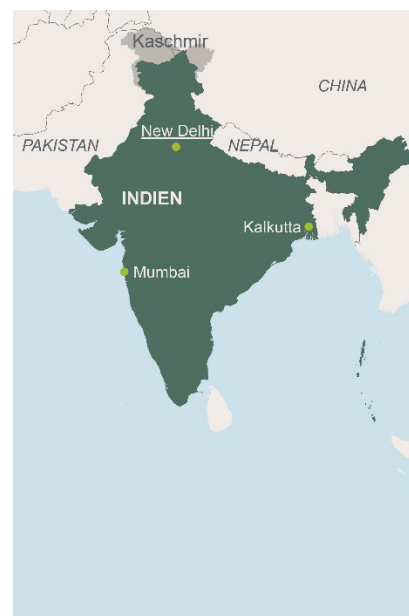 Kaschmir
CHINA
New Delhi
PAKISTAN
NEPAL
INDIEN
Kalkutta
Mumbai